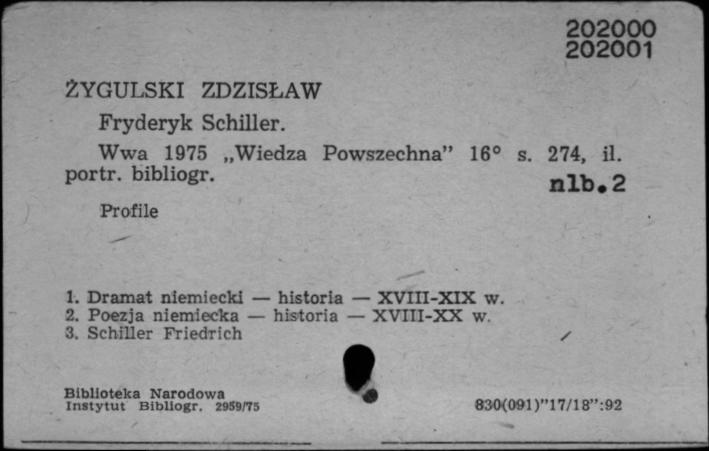 202000
202001
ŻYGULSKI ZDZISŁAW
Fryderyk Schiller.
Wwa 1975 „Wiedza Powszechna” 16° s. 274, il.
portr. bibliogr.
nlb.2
Profile
1. Dramat niemiecki — historia — XVIII-XIX w.
2. Poezja niemiecka — historia — XVIII-XX w.
3. Schiller Friedrich
Biblioteka Narodowa
Instytut Bibliogr. 2959/75
830(091)”17/18”:92